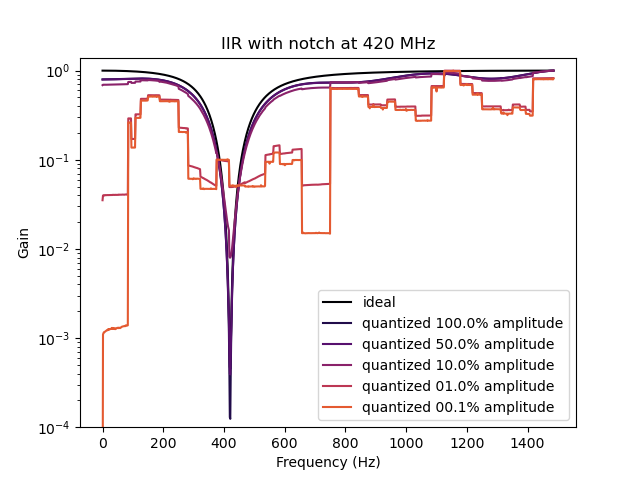 IIR with notch at 420 MHz
10⁰
10⁻¹
10⁻²
10⁻³
10⁻⁴
Gain
ideal
quantized 100.0% amplitude
quantized 50.0% amplitude
quantized 10.0% amplitude
quantized 01.0% amplitude
quantized 00.1% amplitude
0 200 400 600 800 1000 1200 1400
Frequency (Hz)